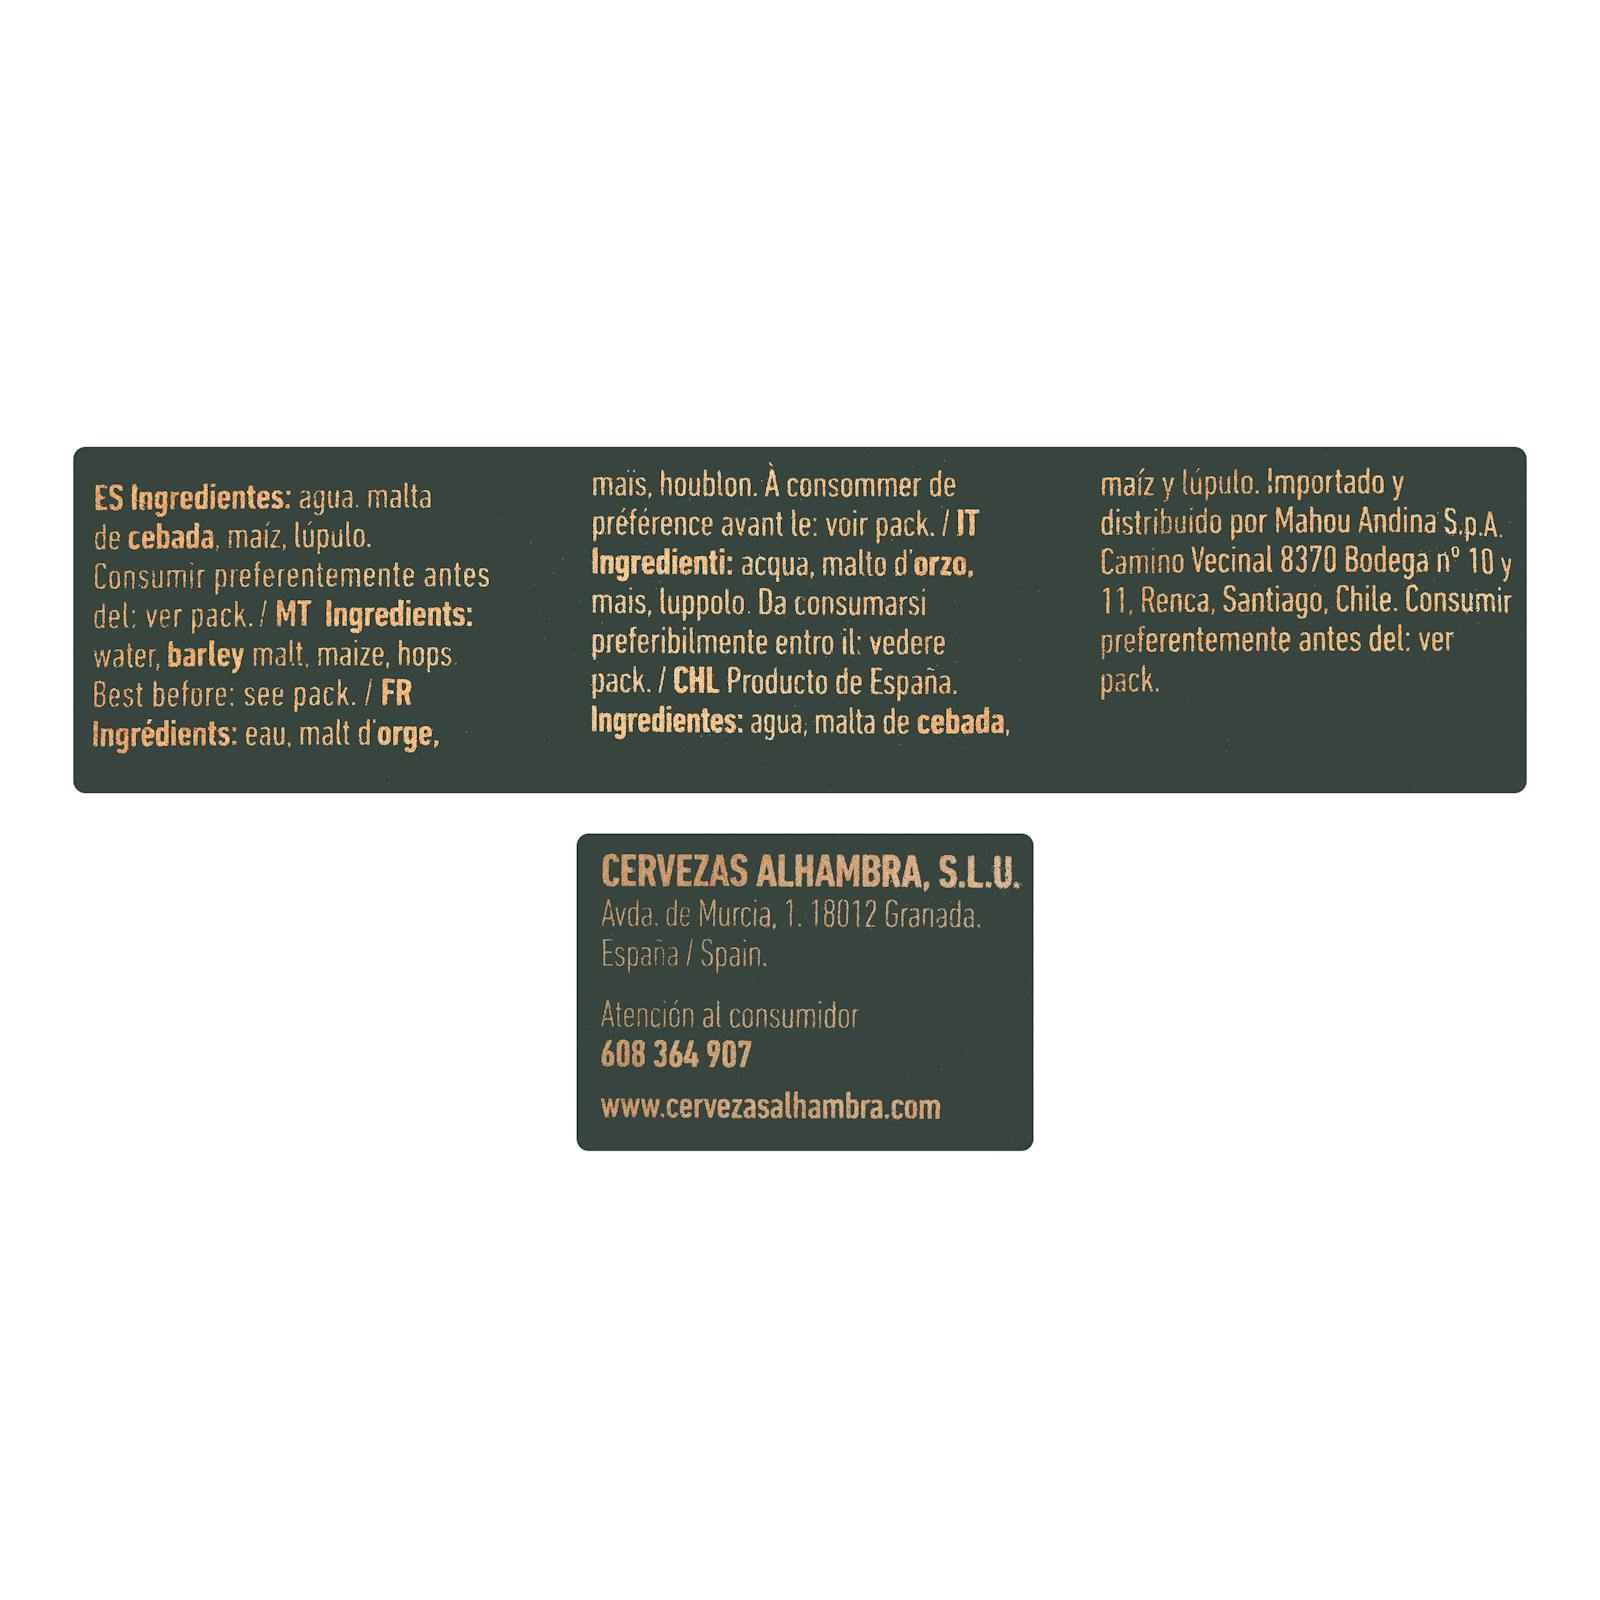 ES Ingredientes: agua. malta
de cebada, maíz, lúpulo.
Consumir preferentemente antes
del: ver pack. / MT Ingredients:
water, barley malt, maize, hops.
Best before: see pack. / FR
Ingrédients: eau, malt d'orge,
maïs, houblon. À consommer de
préférence avant le: voir pack. / IT
Ingredienti: acqua, malto d'orzo,
mais, luppolo. Da consumarsi
preferibilmente entro il: vedere
pack. / CHL Producto de España.
Ingredientes: agua, malta de cebada,
maíz y lúpulo. Importado y
distribuido por Mahou Andina S.p.A.
Camino Vecinal 8370 Bodega nº 10 y
11, Renca, Santiago, Chile. Consumir
preferentemente antes del: ver
pack.
CERVEZAS ALHAMBRA, S.L.U.
Avda. de Murcia, 1. 18012 Granada.
España / Spain.
Atención al consumidor
608 364 907
www.cervezasalhambra.com